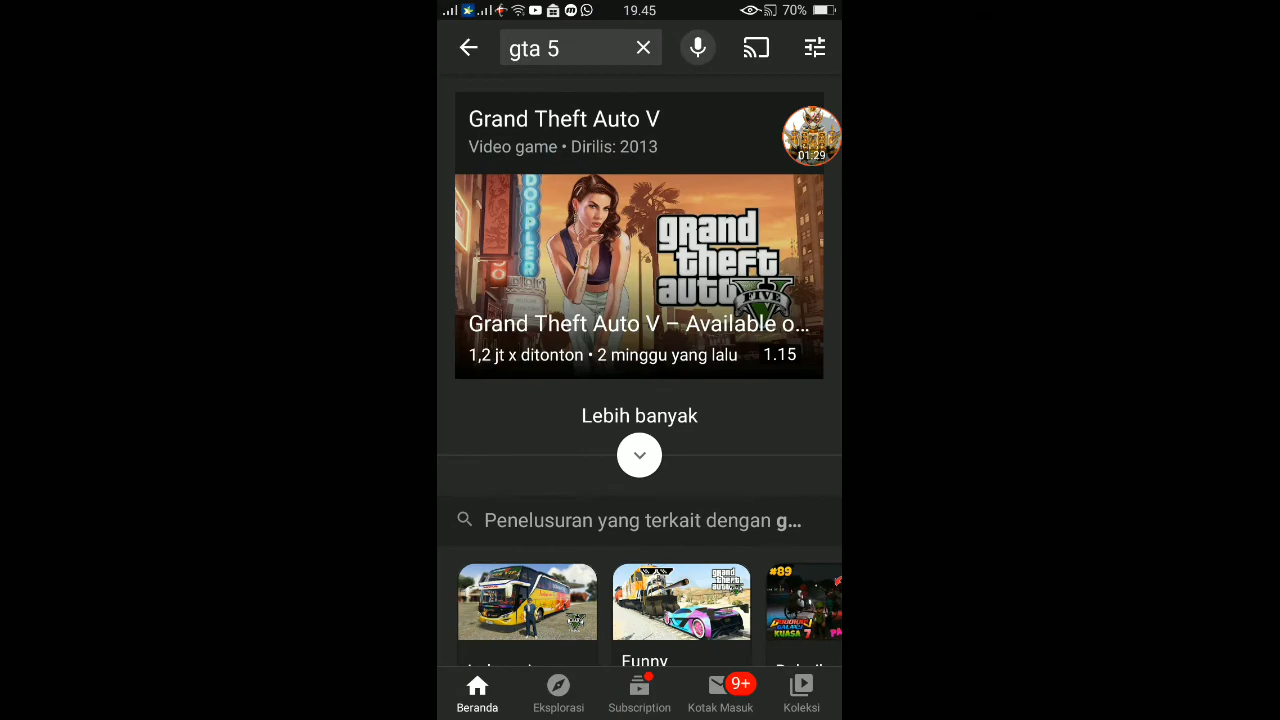 19.45
70%
gta 5
Grand Theft Auto V
Video game • Dirilis: 2013
01:29
DOPPLER
grand
theft
auto
FIVE
Grand Theft Auto V – Available o...
1,2 jt x ditonton • 2 minggu yang lalu
1.15
Lebih banyak
Penelusuran yang terkait dengan g...
#89
KUASA 7
Funny
Beranda
Eksplorasi
Subscription
9+
Kotak Masuk
Koleksi